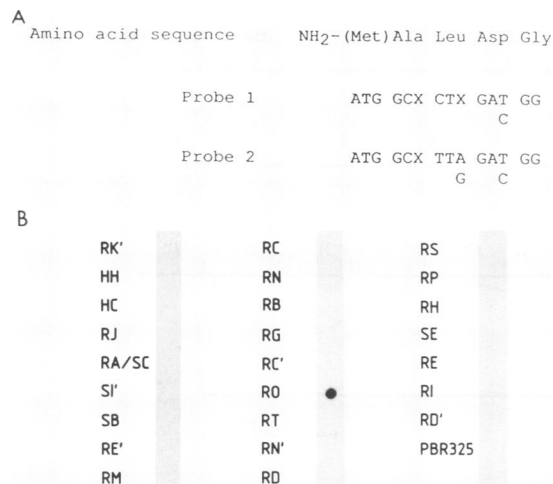 A
Amino acid sequence NH2-(Met)Ala Leu Asp Gly
Probe 1 ATG GCX CTX GAT GG
C
Probe 2 ATG GCX TTA GAT GG
G C
B
RK'
HH
HC
RJ
RA/SC
SI'
SB
RE'
RM
RC
RN
RB
RG
RC'
RO
RT
RN'
RD
RS
RP
RH
SE
RE
RI
RD'
PBR325